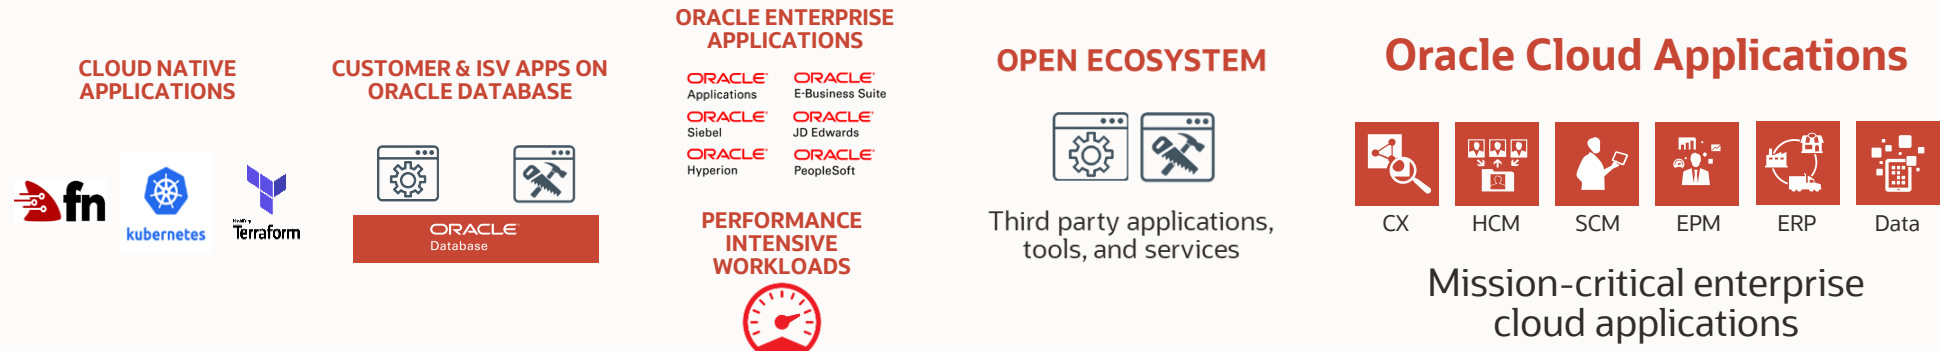 CLOUD NATIVE
APPLICATIONS
fn
kubernetes
HashiCorp
Terraform
CUSTOMER & ISV APPS ON
ORACLE DATABASE
ORACLE
Database
ORACLE ENTERPRISE
APPLICATIONS
ORACLE
Applications
ORACLE
E-Business Suite
ORACLE
Siebel
ORACLE
JD Edwards
ORACLE
Hyperion
ORACLE
PeopleSoft
PERFORMANCE
INTENSIVE
WORKLOADS
OPEN ECOSYSTEM
Third party applications,
tools, and services
Oracle Cloud Applications
CX
HCM
SCM
EPM
ERP
Data
Mission-critical enterprise
cloud applications